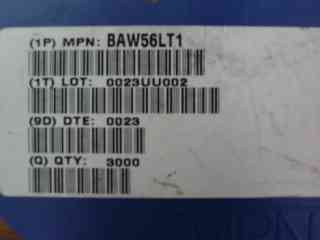 (1P) MPN: BAW56LT1
(1T) LOT: 0023UU002
(9D) DTE: 0023
(Q) QTY: 3000